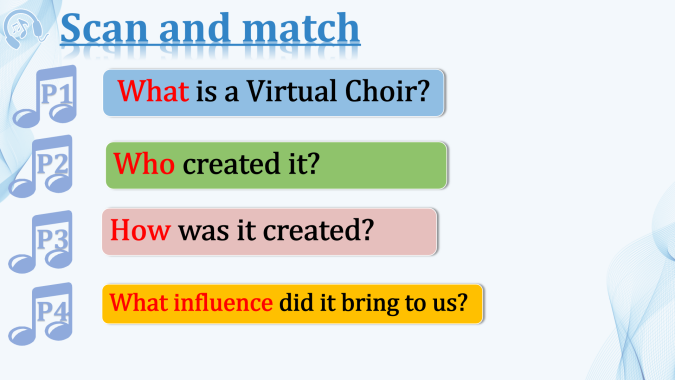 Scan and match
P1
What is a Virtual Choir?
P2
Who created it?
P3
How was it created?
P4
What influence did it bring to us?